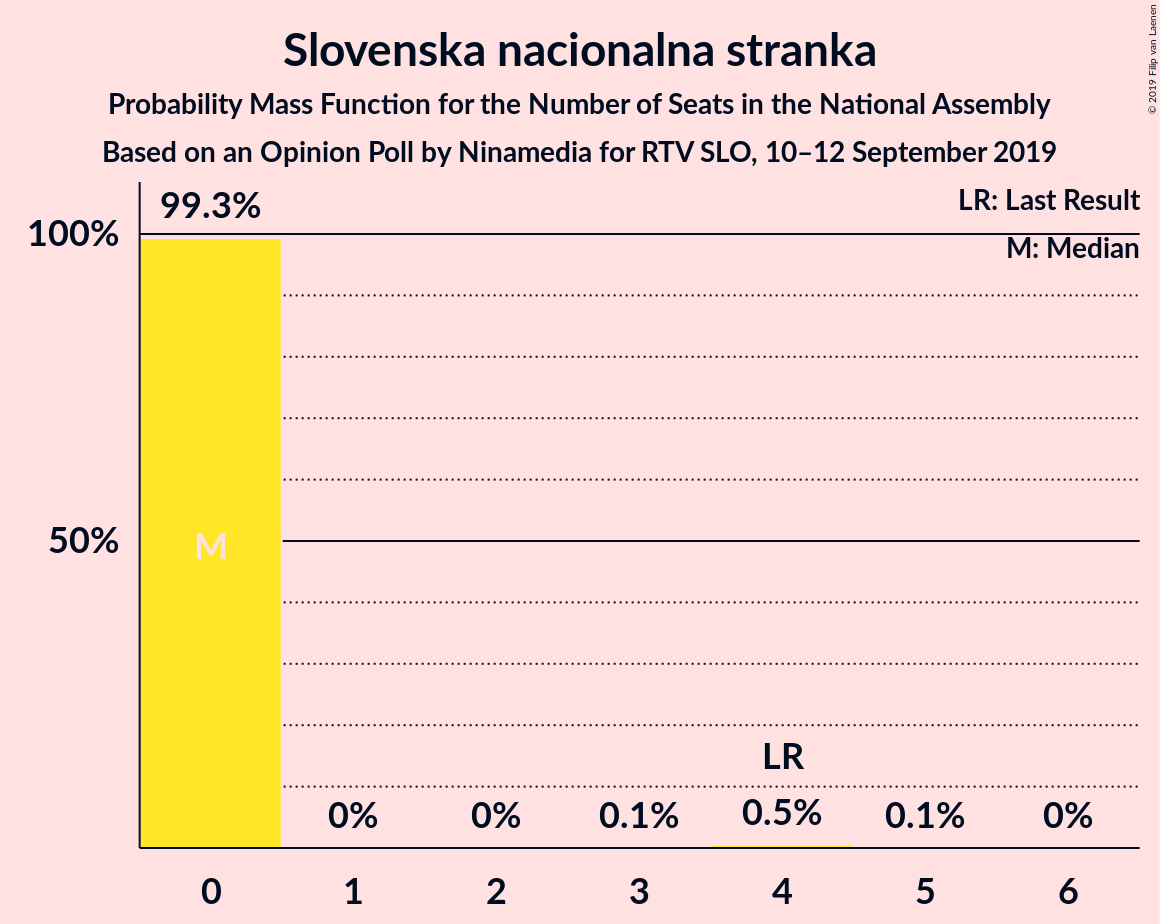 Slovenska nacionalna stranka
Probability Mass Function for the Number of Seats in the National Assembly
Based on an Opinion Poll by Ninamedia for RTV SLO, 10–12 September 2019
© 2019 Filip van Laenen
99.3%
LR: Last Result
100%
M: Median
50%
M
LR
0% 0% 0.1% 0.5% 0.1% 0%
0 1 2 3 4 5 6